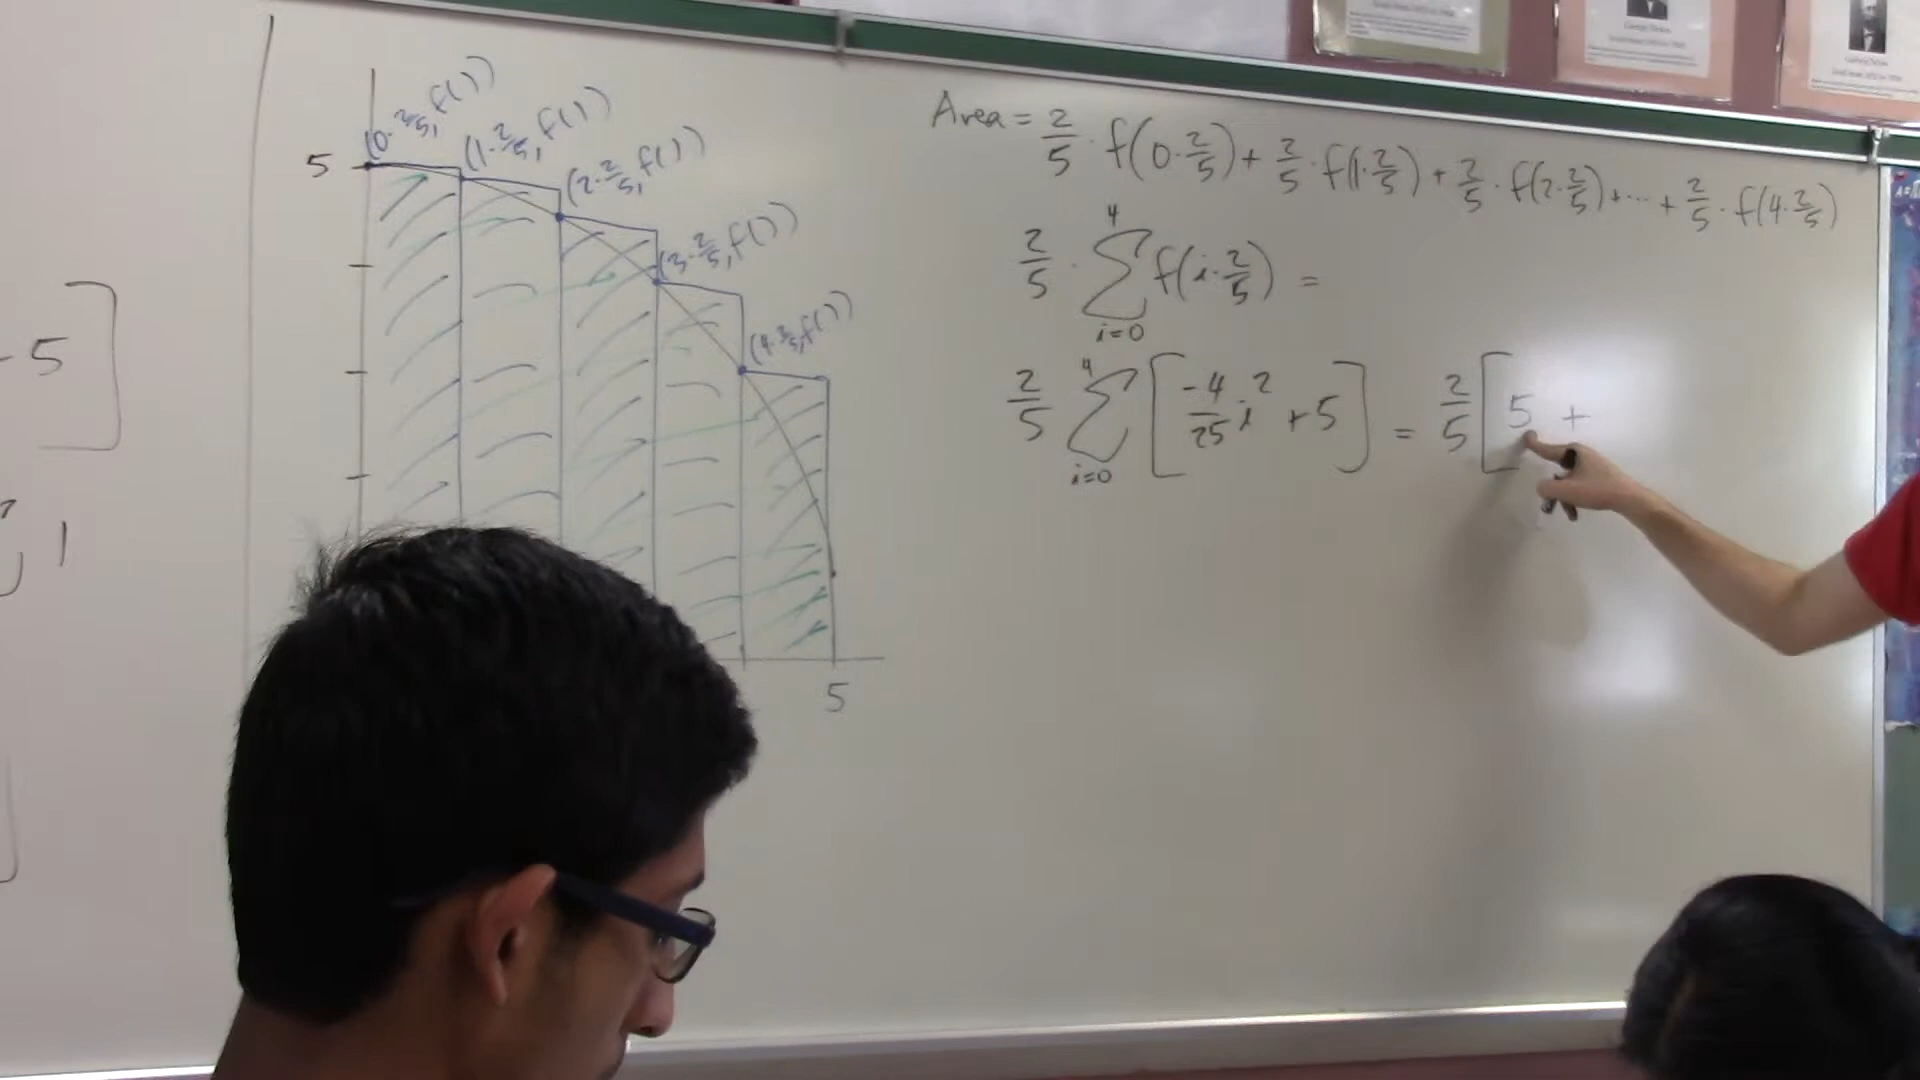 (0·2/5, f( ))
(1·2/5, f( ))
(2·2/5, f( ))
(3·2/5, f( ))
(4·2/5, f( ))
5
5
-5]
1
Area = 2/5 · f(0·2/5) + 2/5 · f(1·2/5) + 2/5 · f(2·2/5) + ··· + 2/5 · f(4·2/5)
2/5 · ∑_{i=0}^{4} f(i·2/5) =
2/5 ∑_{i=0}^{4} [-4/25 i² + 5] = 2/5 [5 +